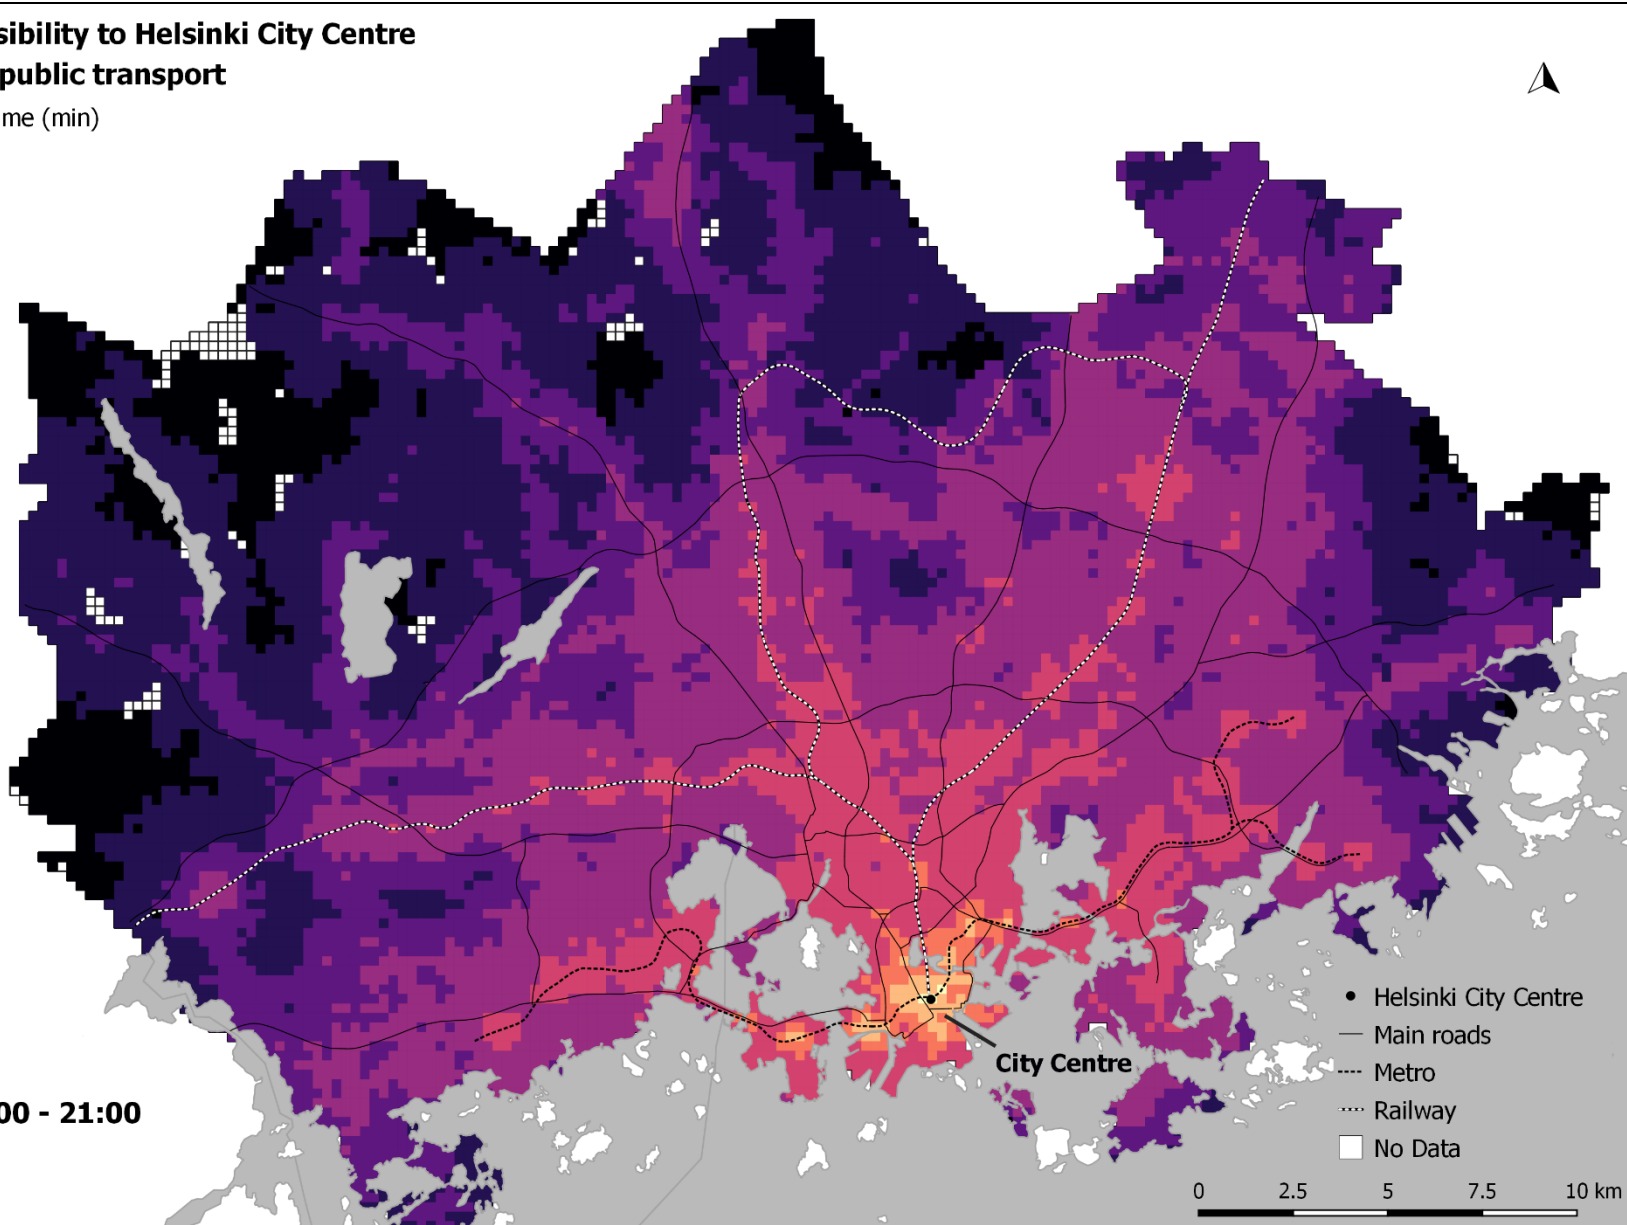 sibility to Helsinki City Centre
public transport
me (min)
City Centre
00 - 21:00
Helsinki City Centre
Main roads
Metro
Railway
No Data
0 2.5 5 7.5 10 km